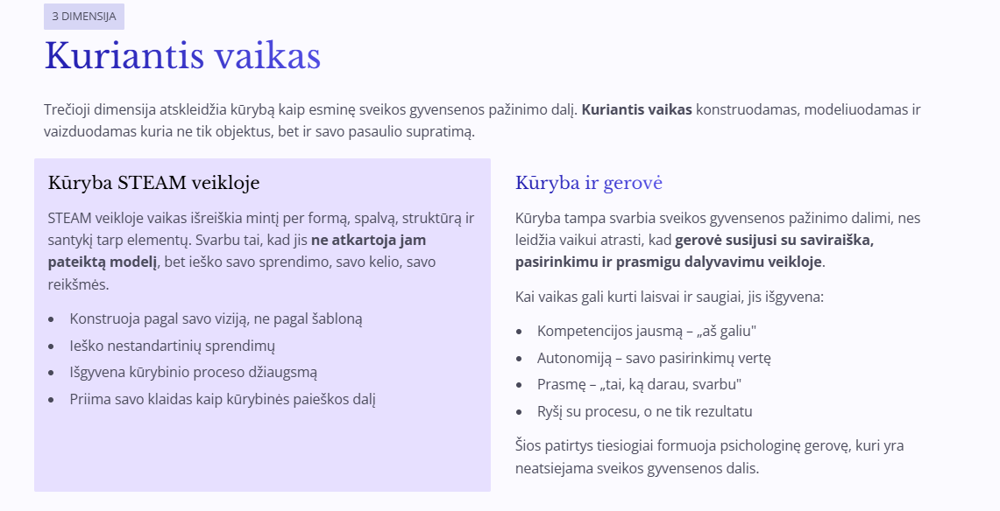 3 DIMENSIJA
Kuriantis vaikas
Trečioji dimensija atskleidžia kūrybą kaip esminę sveikos gyvensenos pažinimo dalį. Kuriantis vaikas konstruodamas, modeliuodamas ir
vaizduodamas kuria ne tik objektus, bet ir savo pasaulio supratimą.
Kūryba STEAM veikloje
STEAM veikloje vaikas išreiškia mintį per formą, spalvą, struktūrą ir
santykį tarp elementų. Svarbu tai, kad jis ne atkartoja jam
pateiktą modelį, bet ieško savo sprendimo, savo kelio, savo
reikšmės.
• Konstruoja pagal savo viziją, ne pagal šabloną
• Ieško nestandartinių sprendimų
• Išgyvena kūrybinio proceso džiaugsmą
• Priima savo klaidas kaip kūrybinės paieškos dalį
Kūryba ir gerovė
Kūryba tampa svarbia sveikos gyvensenos pažinimo dalimi, nes
leidžia vaikui atrasti, kad gerovė susijusi su saviraiška,
pasirinkimu ir prasmigu dalyvavimu veikloje.
Kai vaikas gali kurti laisvai ir saugiai, jis išgyvena:
• Kompetencijos jausmą – „aš galiu"
• Autonomiją – savo pasirinkimų vertę
• Prasmę – „tai, ką darau, svarbu"
• Ryšį su procesu, o ne tik rezultatu
Šios patirtys tiesiogiai formuoja psichologinę gerovę, kuri yra
neatsiejama sveikos gyvensenos dalis.